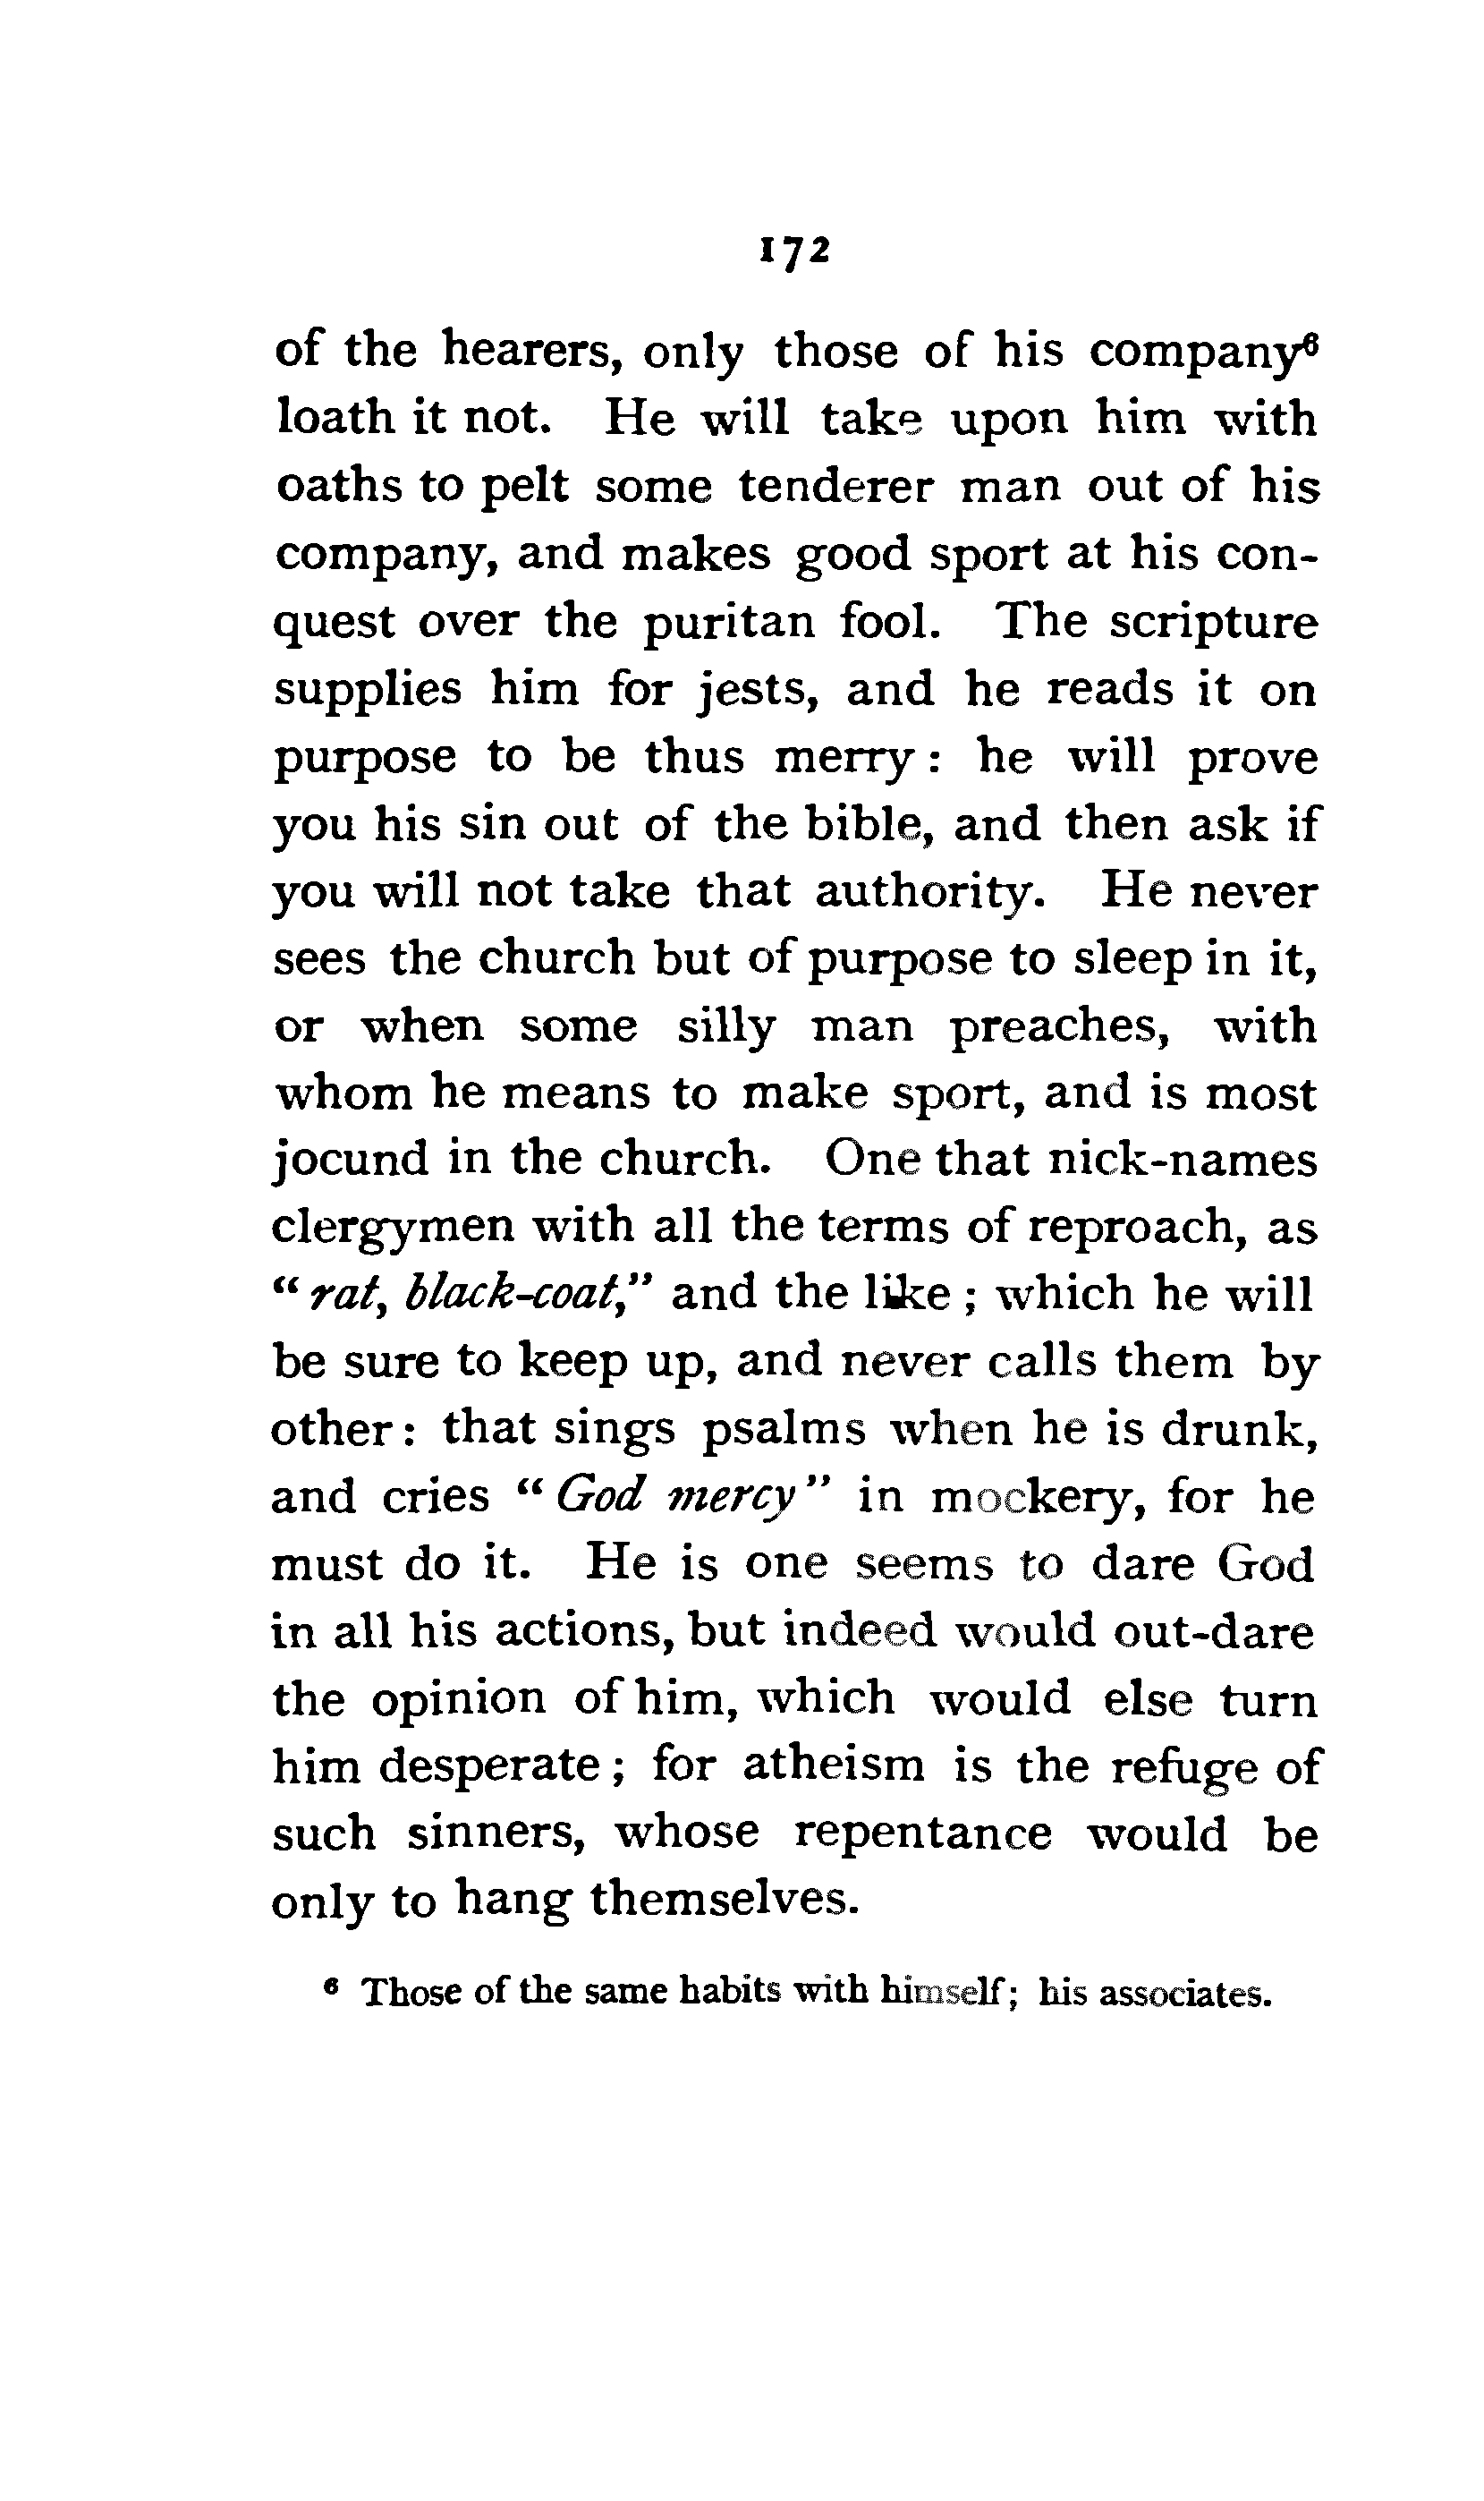 172
of the hearers, only those of his company⁶
loath it not. He will take upon him with
oaths to pelt some tenderer man out of his
company, and makes good sport at his con-
quest over the puritan fool. The scripture
supplies him for jests, and he reads it on
purpose to be thus merry : he will prove
you his sin out of the bible, and then ask if
you will not take that authority. He never
sees the church but of purpose to sleep in it,
or when some silly man preaches, with
whom he means to make sport, and is most
jocund in the church. One that nick-names
clergymen with all the terms of reproach, as
“ rat, black-coat,” and the like ; which he will
be sure to keep up, and never calls them by
other : that sings psalms when he is drunk,
and cries “ God mercy ” in mockery, for he
must do it. He is one seems to dare God
in all his actions, but indeed would out-dare
the opinion of him, which would else turn
him desperate ; for atheism is the refuge of
such sinners, whose repentance would be
only to hang themselves.
⁶ Those of the same habits with himself ; his associates.